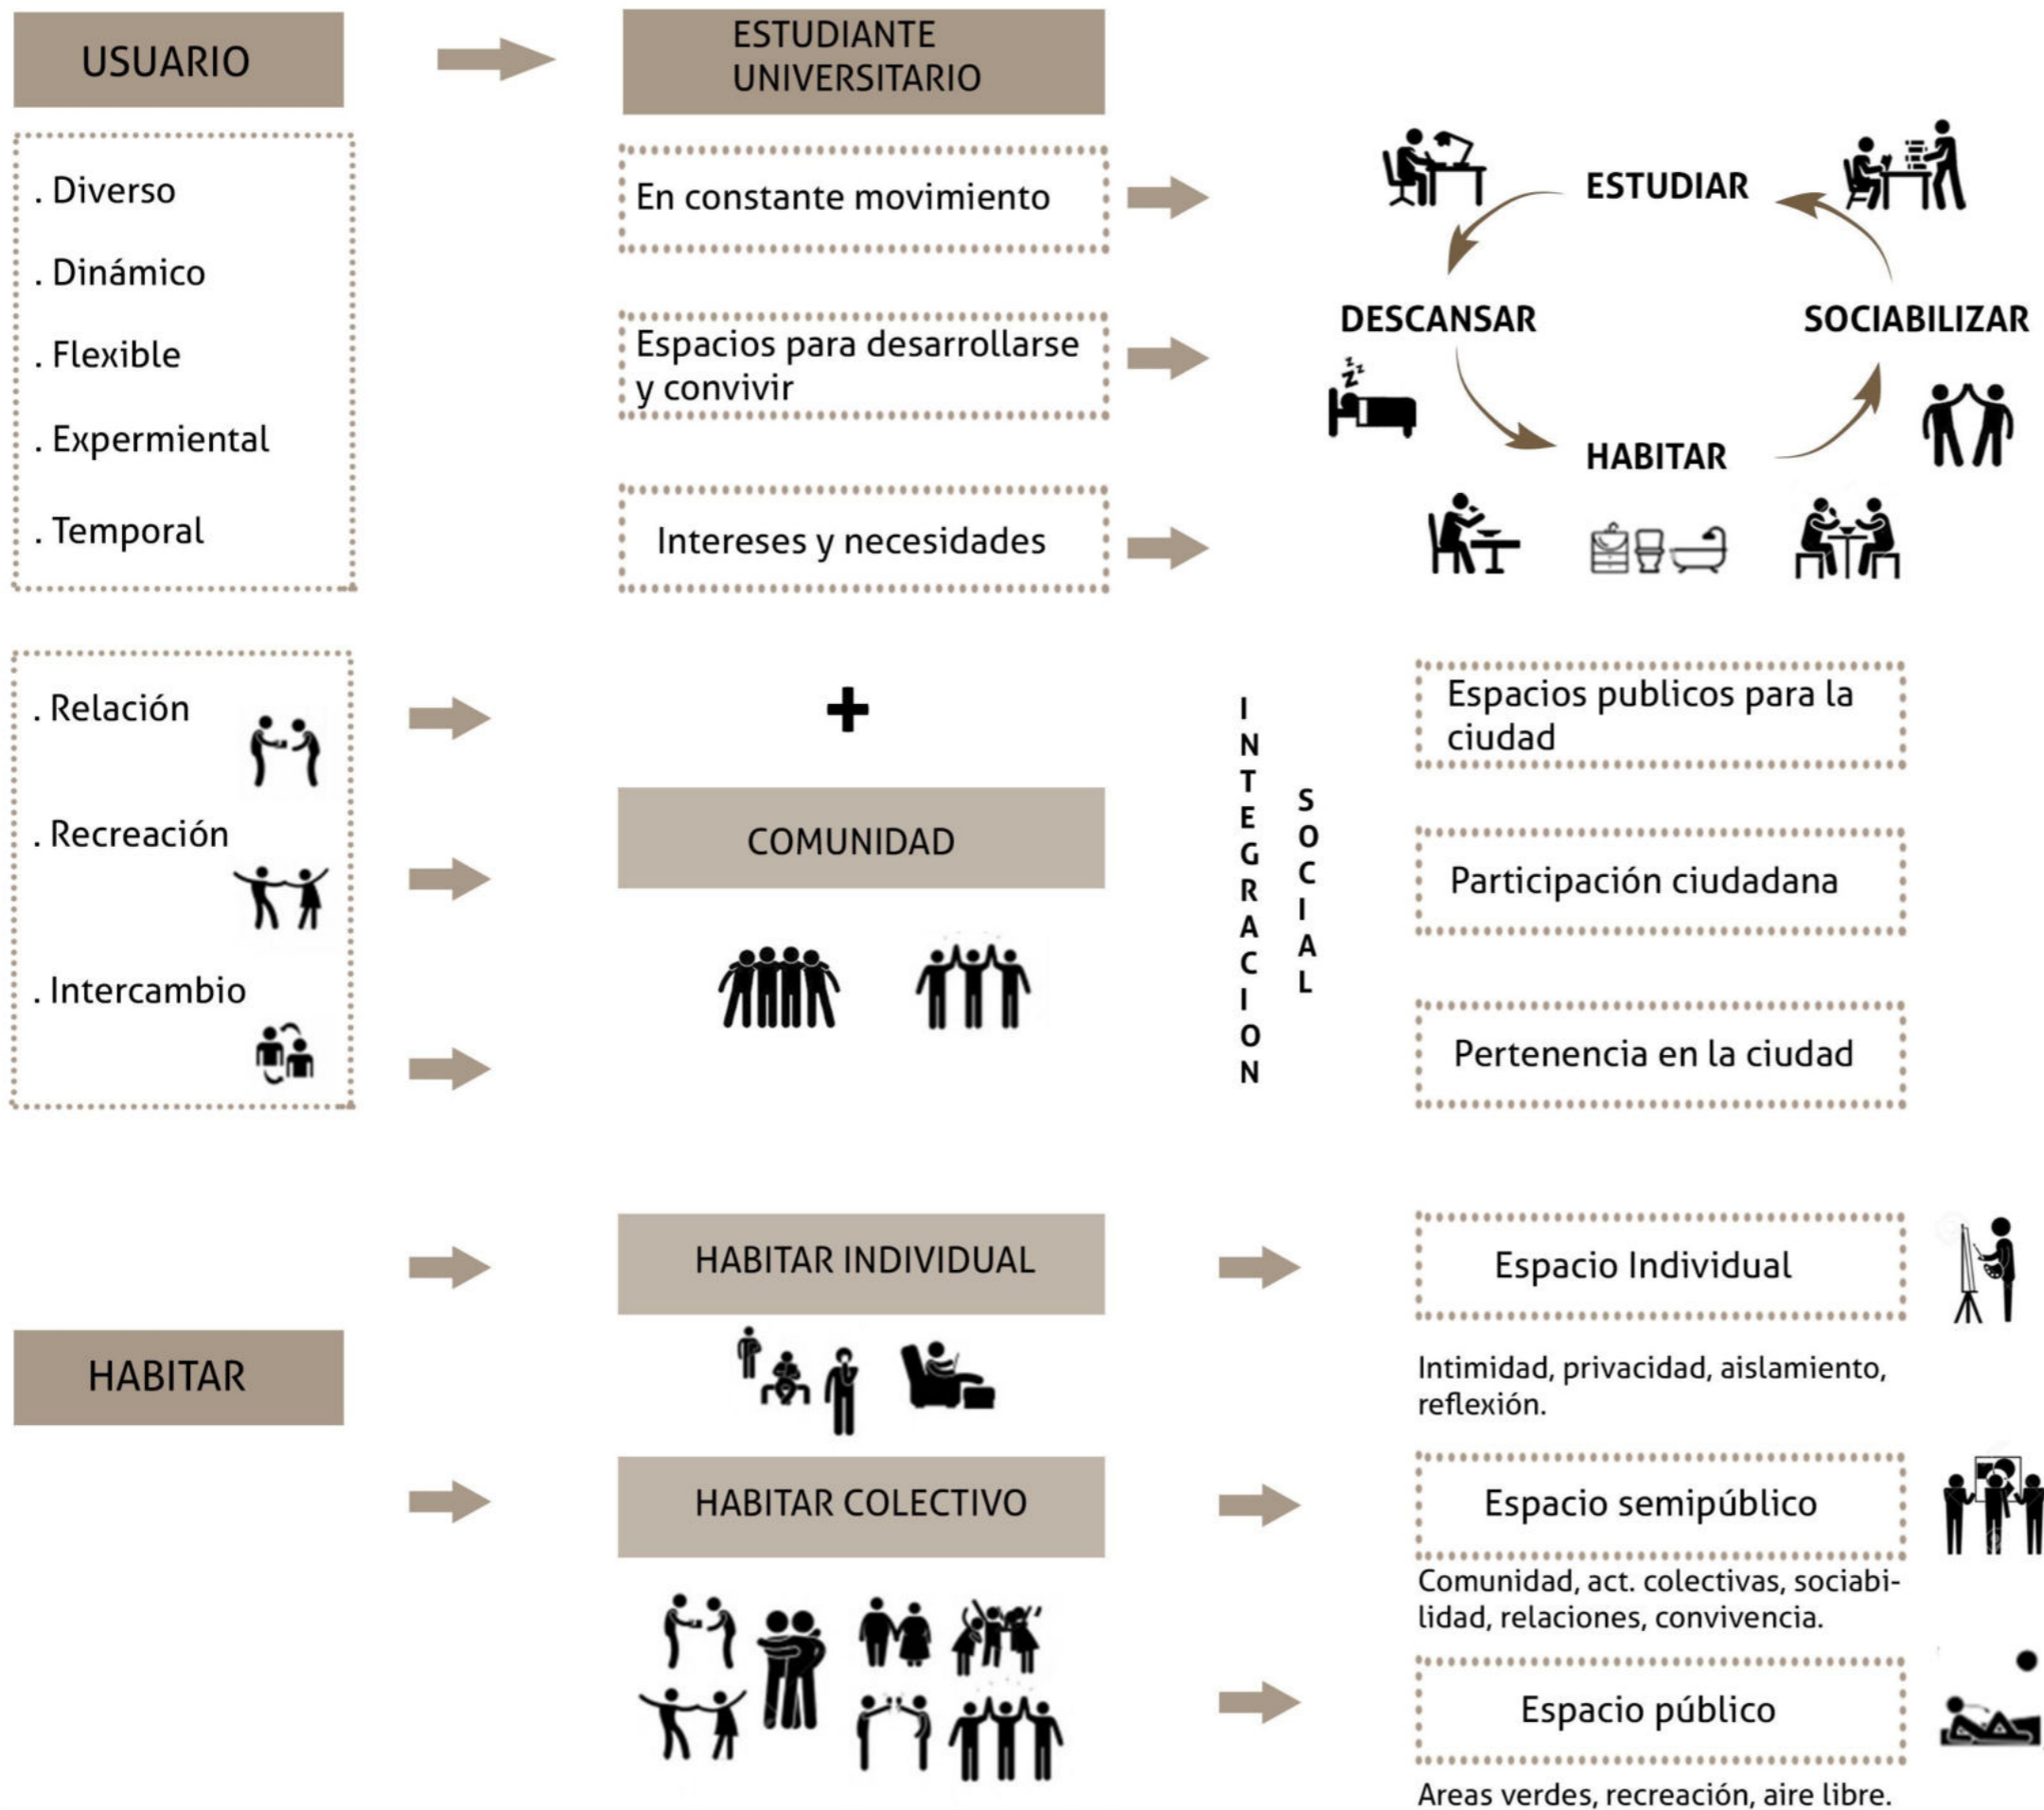 USUARIO
ESTUDIANTE
UNIVERSITARIO
. Diverso
. Dinámico
. Flexible
. Expermiental
. Temporal
En constante movimiento
Espacios para desarrollarse
y convivir
Intereses y necesidades
ESTUDIAR
DESCANSAR
SOCIABILIZAR
zzz
HABITAR
. Relación
. Recreación
. Intercambio
+
COMUNIDAD
INTEGRACION
SOCIAL
Espacios publicos para la
ciudad
Participación ciudadana
Pertenencia en la ciudad
HABITAR
HABITAR INDIVIDUAL
Espacio Individual
Intimidad, privacidad, aislamiento,
reflexión.
HABITAR COLECTIVO
Espacio semipúblico
Comunidad, act. colectivas, sociabi-
lidad, relaciones, convivencia.
Espacio público
Areas verdes, recreación, aire libre.